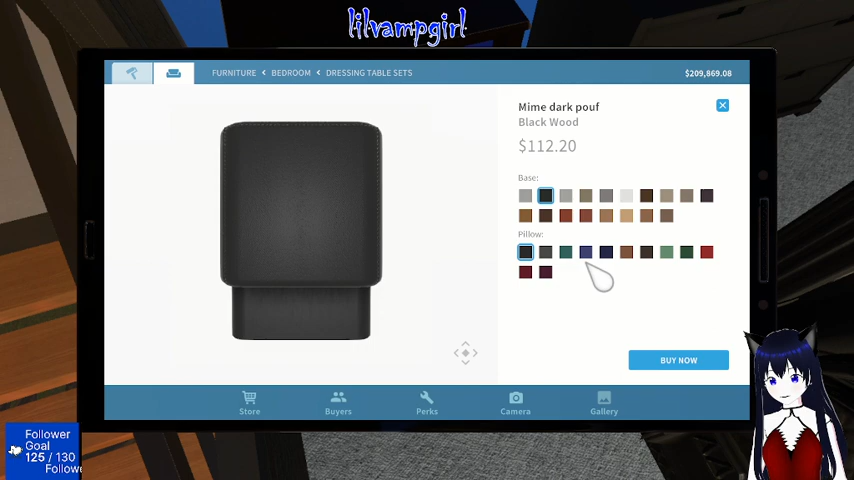 lilvampgirl
FURNITURE < BEDROOM < DRESSING TABLE SETS
$209,869.08
Mime dark pouf
Black Wood
$112.20
Base:
Pillow:
BUY NOW
Store
Buyers
Perks
Camera
Gallery
Follower
Goal
125 / 130
Followe